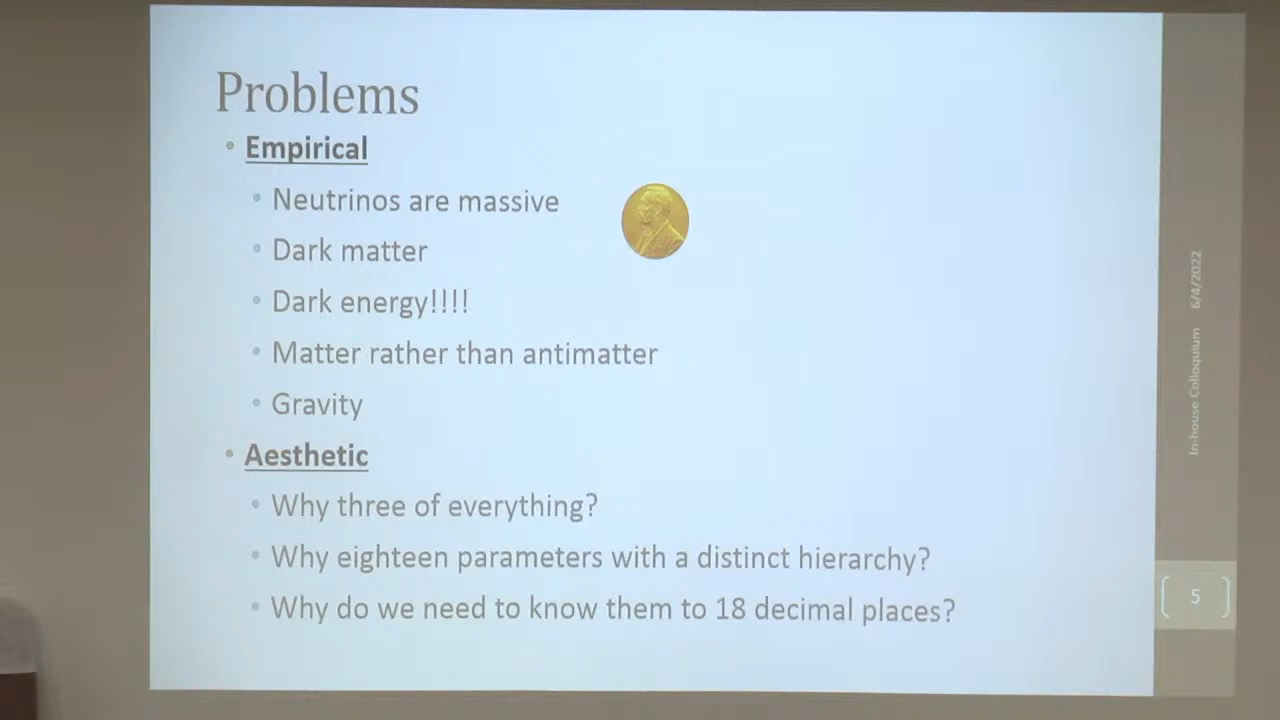 Problems
• Empirical
• Neutrinos are massive
• Dark matter
• Dark energy!!!!
• Matter rather than antimatter
• Gravity
• Aesthetic
• Why three of everything?
• Why eighteen parameters with a distinct hierarchy?
• Why do we need to know them to 18 decimal places?
In-house Colloquium 6/4/2022
5